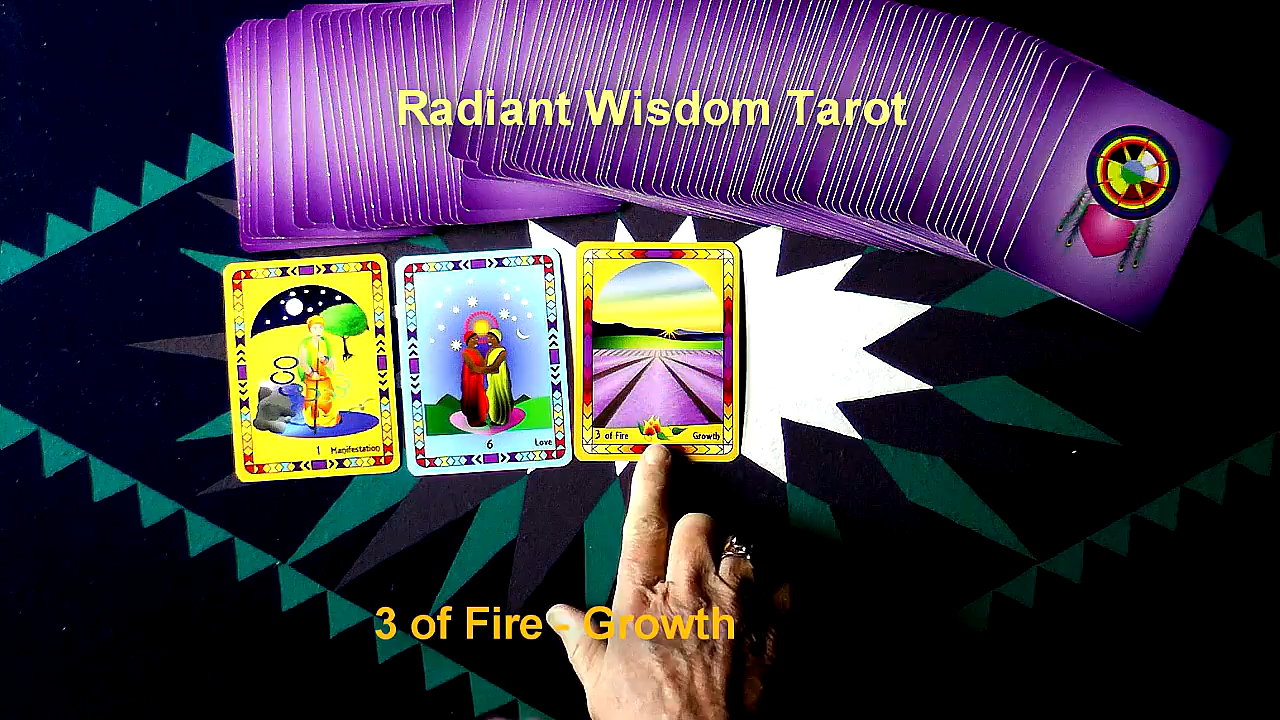 Radiant Wisdom Tarot
1 Manifestation
6 Love
3 of Fire Growth
3 of Fire - Growth